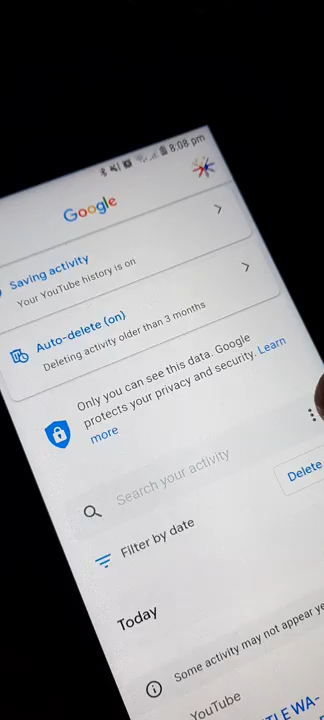 8:08 pm
Google
Saving activity
Your YouTube history is on
Auto-delete (on)
Deleting activity older than 3 months
Only you can see this data. Google
protects your privacy and security. Learn
more
Search your activity
Delete
Filter by date
Today
Some activity may not appear ye
YouTube
TLE WA-